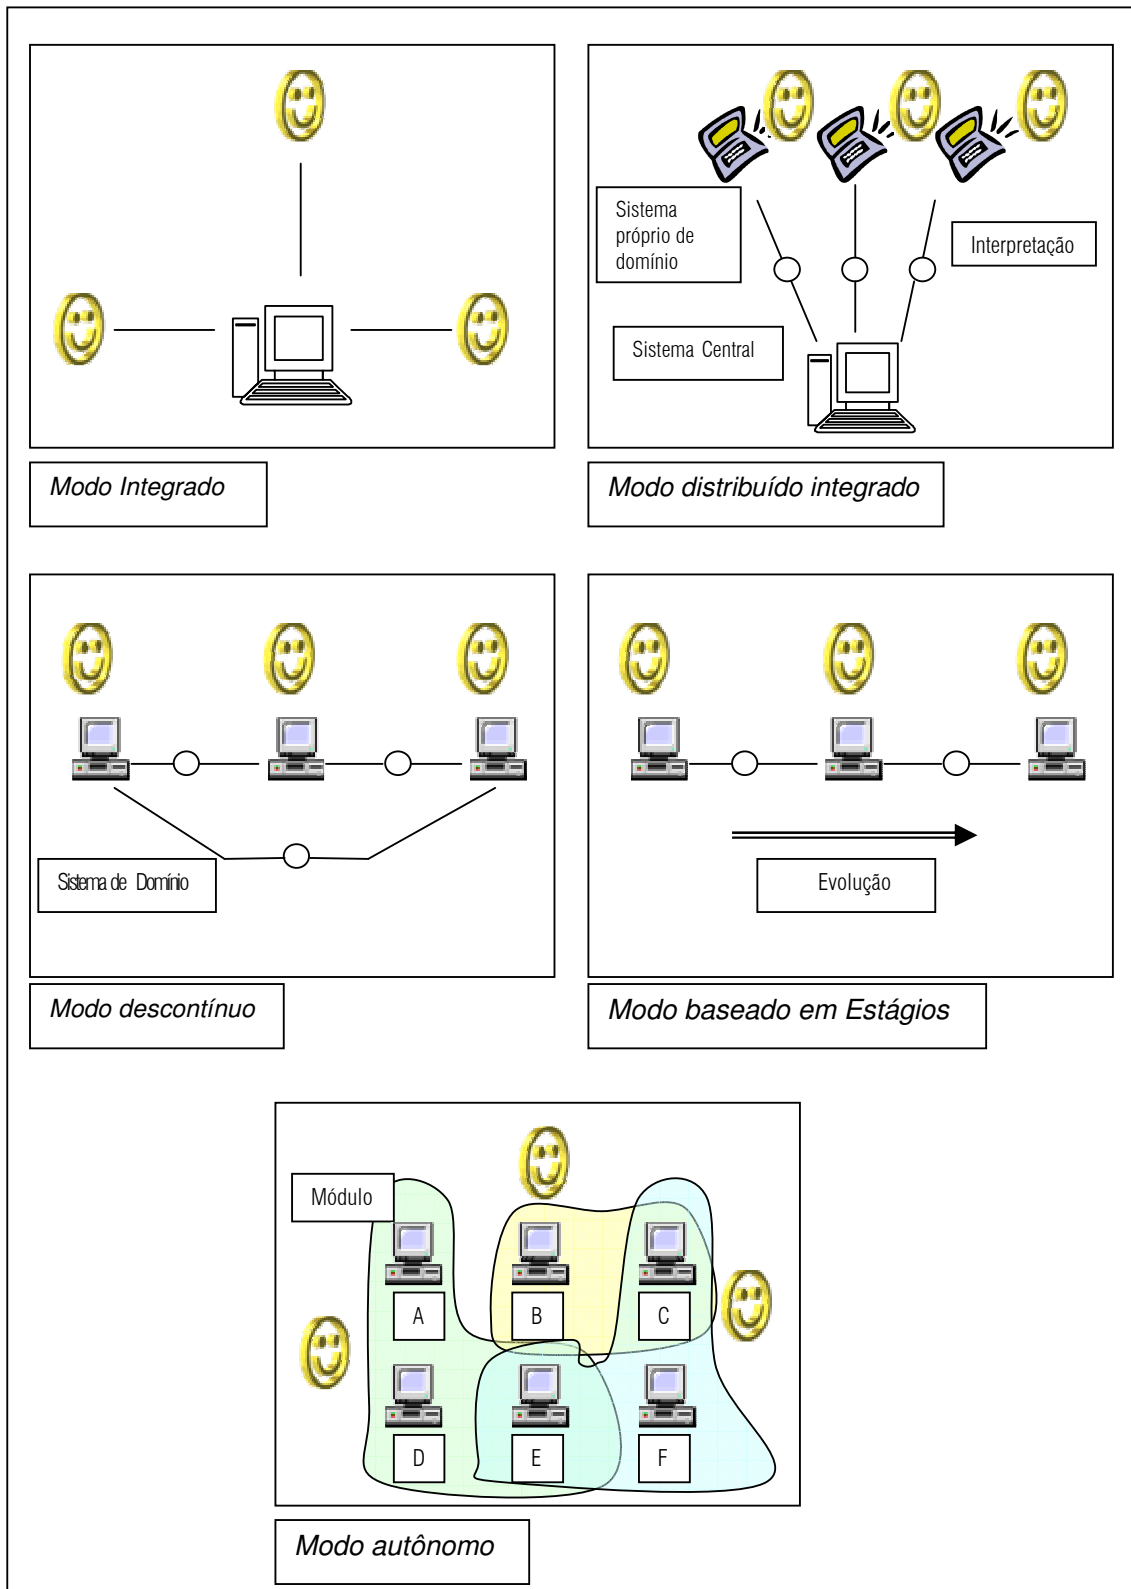 Sistema
próprio de
domínio
Interpretação
Sistema Central
Modo Integrado
Modo distribuído integrado
Sistema de Domínio
Evolução
Modo descontínuo
Modo baseado em Estágios
Módulo
A
B
C
D
E
F
Modo autônomo